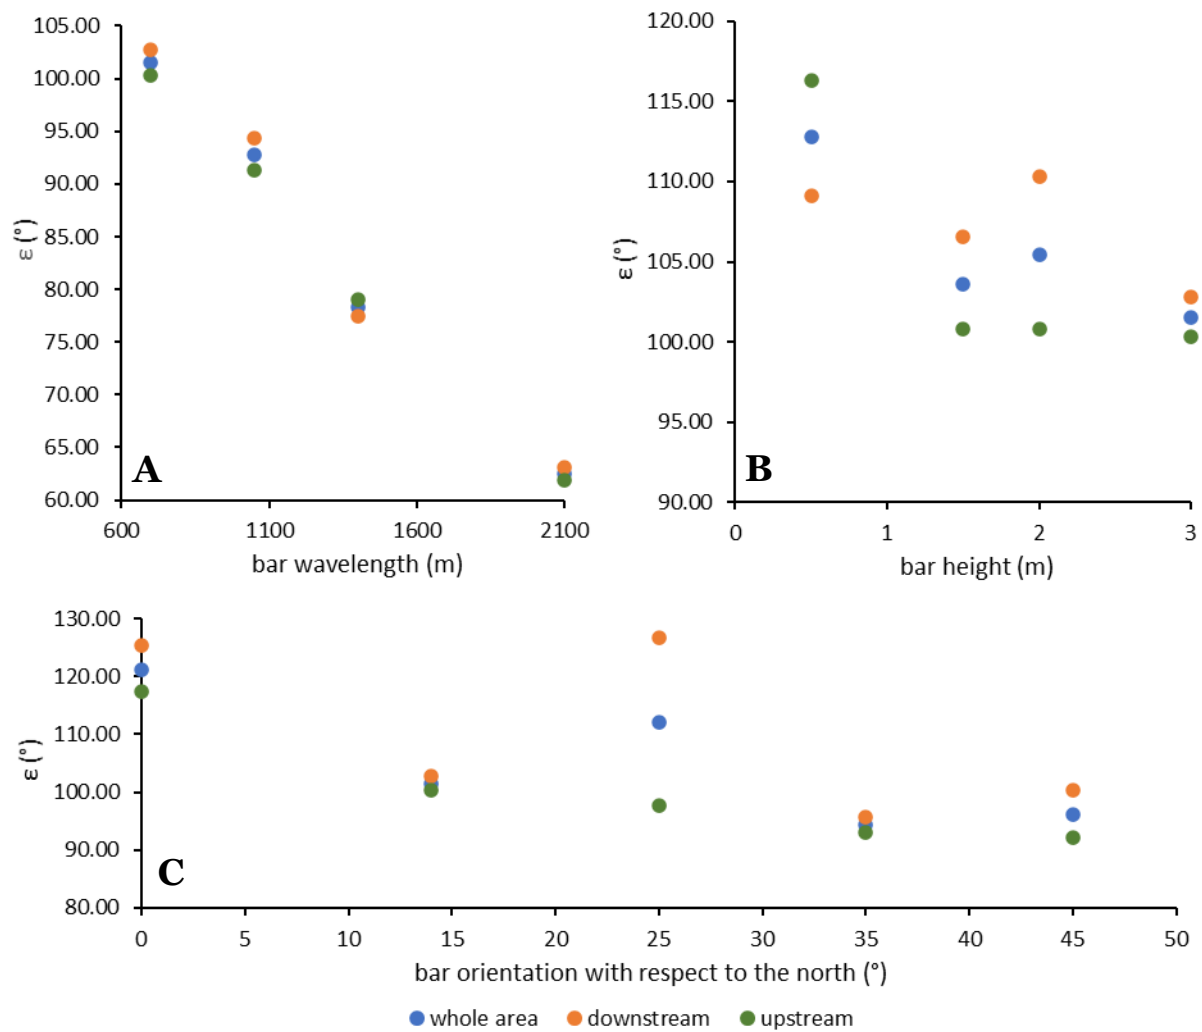 105.00
100.00
95.00
90.00
85.00
80.00
75.00
70.00
65.00
60.00
ε (°)
A
600 1100 1600 2100
bar wavelength (m)
120.00
115.00
110.00
105.00
100.00
95.00
90.00
ε (°)
B
0 1 2 3
bar height (m)
130.00
120.00
110.00
100.00
90.00
80.00
ε (°)
C
0 5 10 15 20 25 30 35 40 45 50
bar orientation with respect to the north (°)
whole area downstream upstream